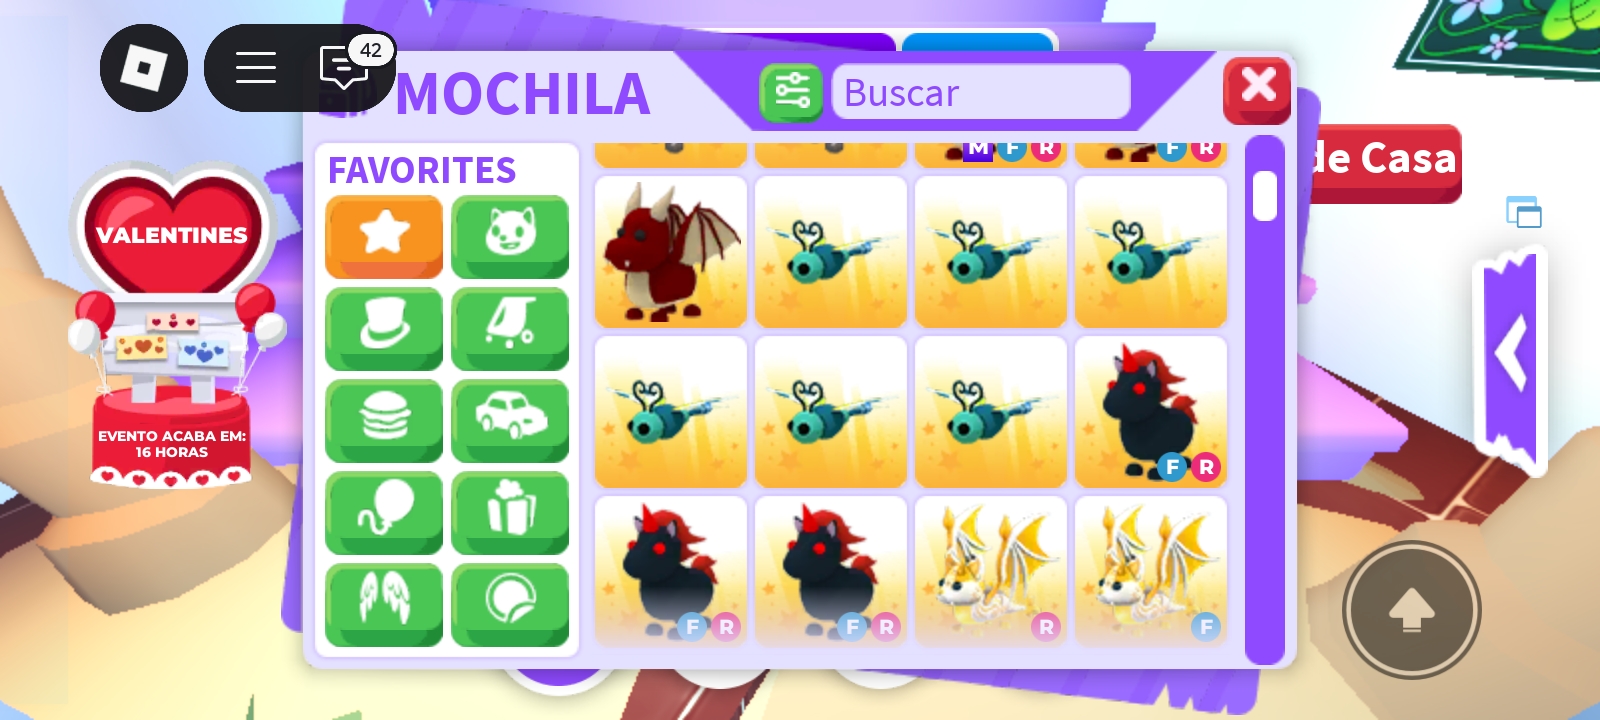 42
MOCHILA
Buscar
FAVORITES
M F R
F R
de Casa
VALENTINES
EVENTO ACABA EM:
16 HORAS
F R
F R
F R
R
F